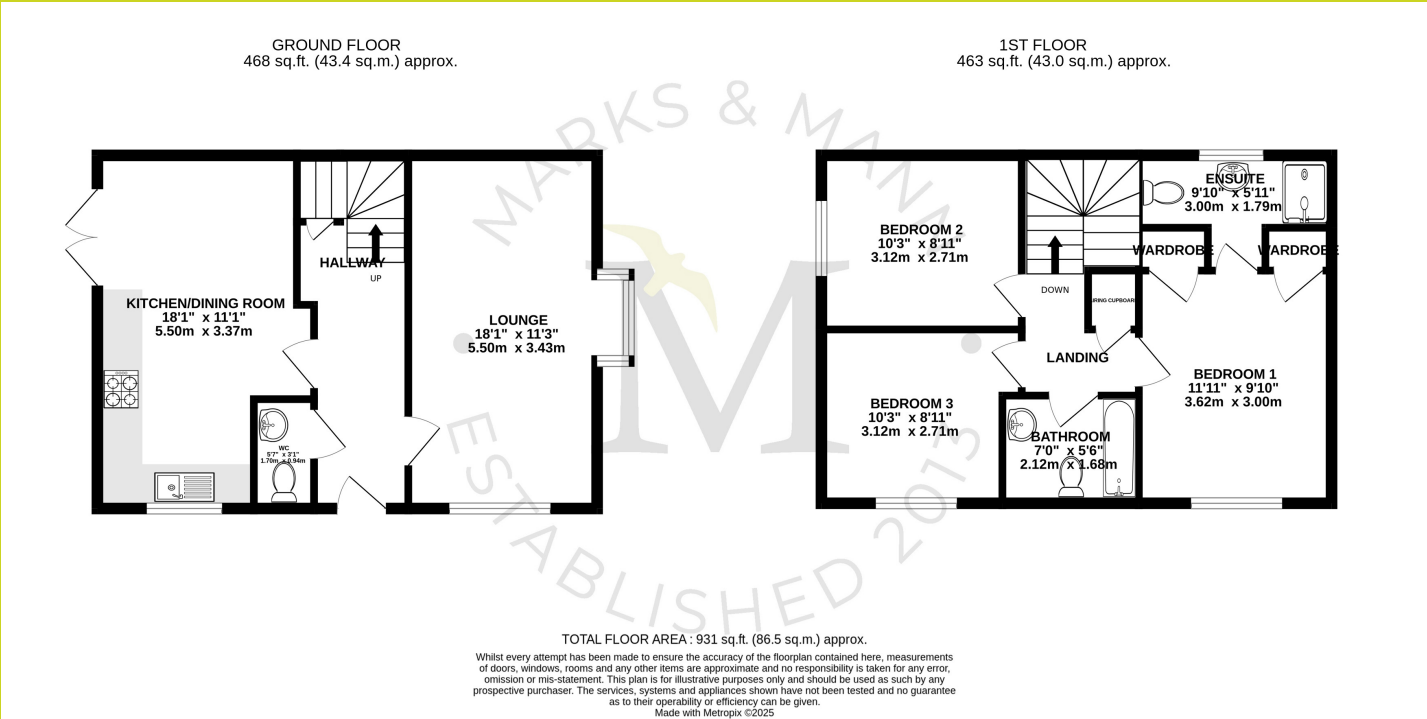 GROUND FLOOR
468 sq.ft. (43.4 sq.m.) approx.
1ST FLOOR
463 sq.ft. (43.0 sq.m.) approx.
MARKS & MANN
M
ESTABLISHED 2013
HALLWAY
UP
KITCHEN/DINING ROOM
18'1" x 11'1"
5.50m x 3.37m
LOUNGE
18'1" x 11'3"
5.50m x 3.43m
WC
5'7" x 3'1"
1.70m x 0.94m
BEDROOM 2
10'3" x 8'11"
3.12m x 2.71m
ENSUITE
9'10" x 5'11"
3.00m x 1.79m
WARDROBE
WARDROBE
DOWN
IRING CUPBOARD
LANDING
BEDROOM 1
11'11" x 9'10"
3.62m x 3.00m
BEDROOM 3
10'3" x 8'11"
3.12m x 2.71m
BATHROOM
7'0" x 5'6"
2.12m x 1.68m
TOTAL FLOOR AREA : 931 sq.ft. (86.5 sq.m.) approx.
Whilst every attempt has been made to ensure the accuracy of the floorplan contained here, measurements
of doors, windows, rooms and any other items are approximate and no responsibility is taken for any error,
omission or mis-statement. This plan is for illustrative purposes only and should be used as such by any
prospective purchaser. The services, systems and appliances shown have not been tested and no guarantee
as to their operability or efficiency can be given.
Made with Metropix ©2025